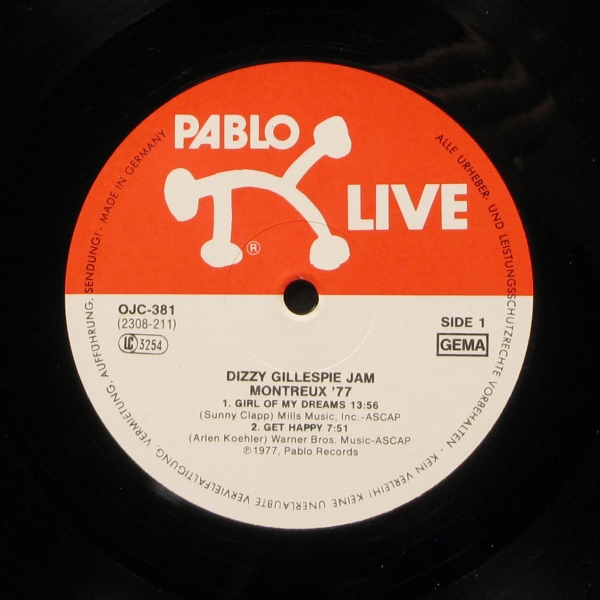 PABLO
LIVE
®
OJC-381
(2308-211)
LC 3254
SIDE 1
GEMA
DIZZY GILLESPIE JAM
MONTREUX '77
1. GIRL OF MY DREAMS 13:56
(Sunny Clapp) Mills Music, Inc.-ASCAP
2. GET HAPPY 7:51
(Arlen Koehler) Warner Bros. Music-ASCAP
℗1977, Pablo Records
ALLE URHEBER- UND LEISTUNGSSCHUTZRECHTE VORBEHALTEN - KEIN VERLEIH! KEINE UNERLAUBTE VERVIELFÄLTIGUNG, VERMIETUNG, AUFFÜHRUNG, SENDUNG! - MADE IN GERMANY